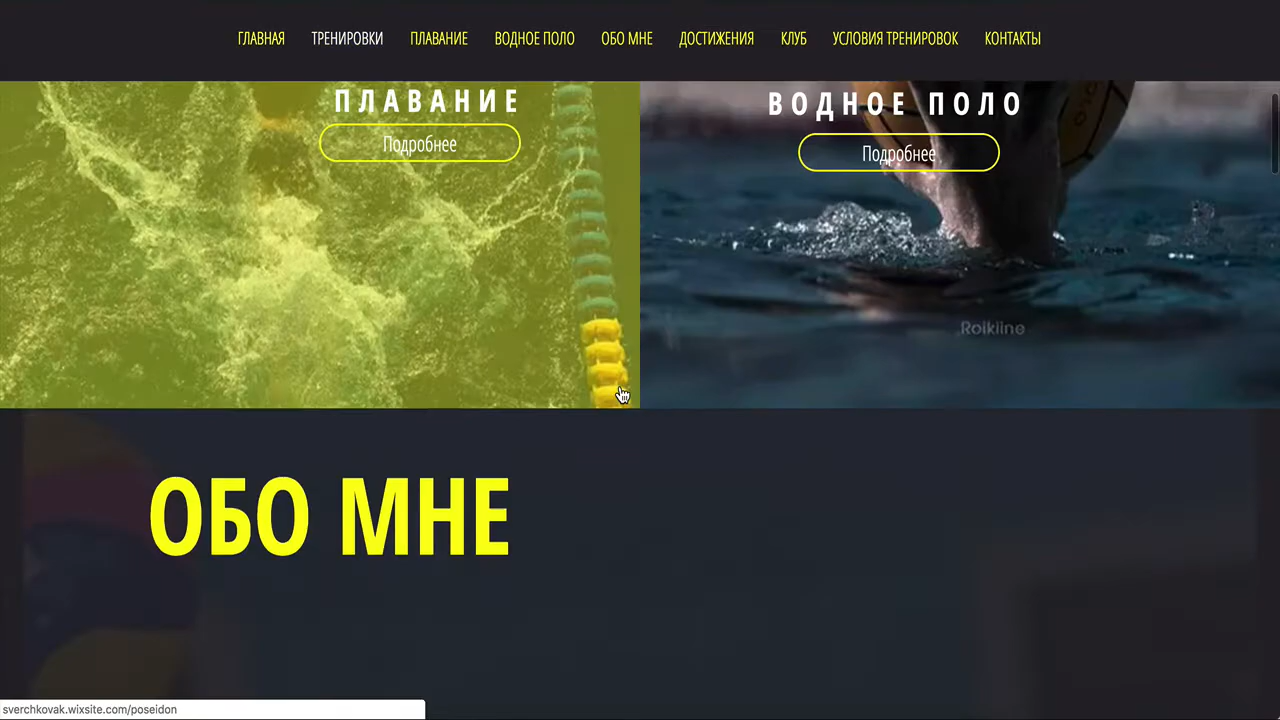 ГЛАВНАЯ ТРЕНИРОВКИ ПЛАВАНИЕ ВОДНОЕ ПОЛО ОБО МНЕ ДОСТИЖЕНИЯ КЛУБ УСЛОВИЯ ТРЕНИРОВОК КОНТАКТЫ
ПЛАВАНИЕ
Подробнее
ВОДНОЕ ПОЛО
Подробнее
Rolkline
ОБО МНЕ
sverchkovak.wixsite.com/poseidon